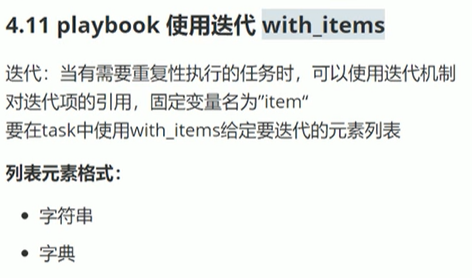 4.11 playbook 使用迭代 with_items
迭代：当有需要重复性执行的任务时，可以使用迭代机制
对迭代项的引用，固定变量名为”item“
要在task中使用with_items给定要迭代的元素列表
列表元素格式：
• 字符串
• 字典